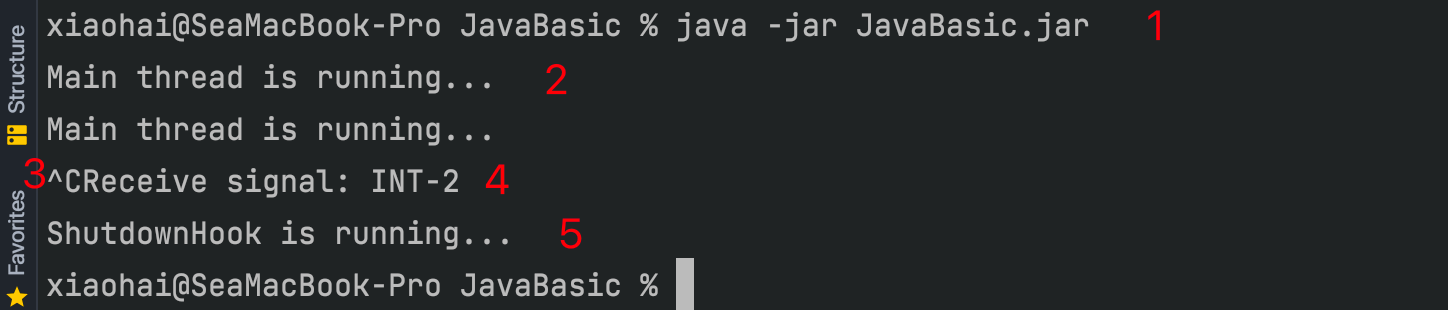 xiaohai@SeaMacBook-Pro JavaBasic % java -jar JavaBasic.jar 1
Main thread is running... 2
Main thread is running...
3 ^CReceive signal: INT-2 4
ShutdownHook is running... 5
xiaohai@SeaMacBook-Pro JavaBasic %
Structure
Favorites